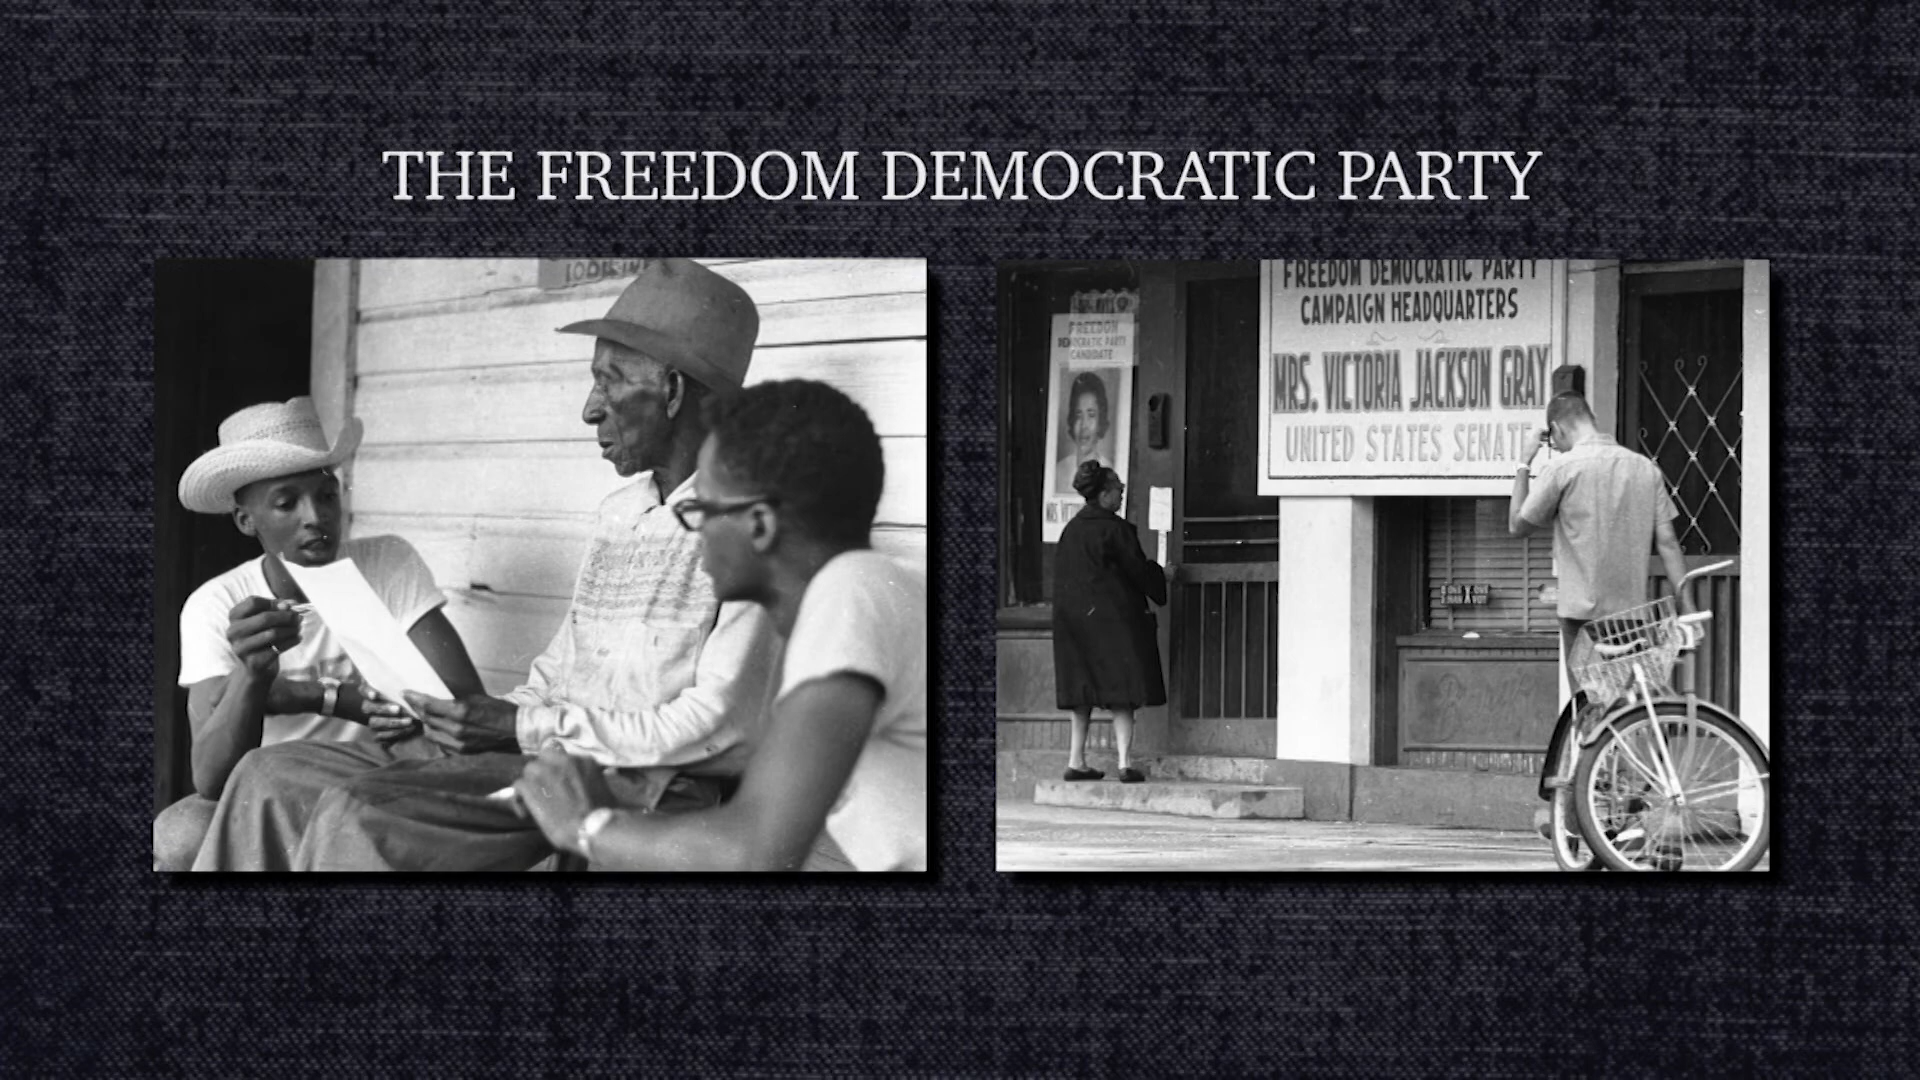 THE FREEDOM DEMOCRATIC PARTY
FREEDOM DEMOCRATIC PARTY
CAMPAIGN HEADQUARTERS
MRS. VICTORIA JACKSON GRAY
UNITED STATES SENATE
FREEDOM
DEMOCRATIC PARTY
CANDIDATE
MRS